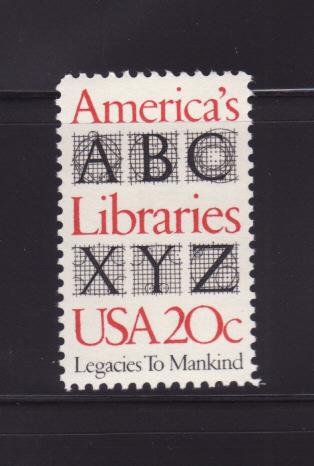 America's
ABC
Libraries
XYZ
USA 20c
Legacies To Mankind